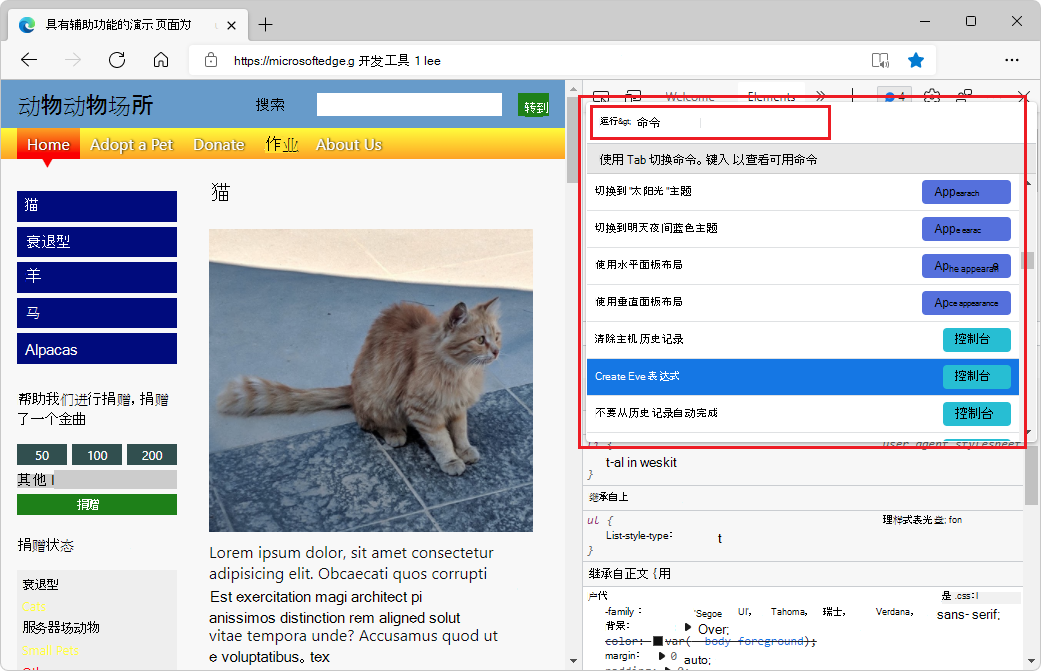 具有辅助功能的演示 页面为
https://microsoftedge.g 开发工具 1 lee
动物动物场所
搜索
转到
Home Adopt a Pet Donate 作业 About Us
猫
衰退型
羊
马
Alpacas
帮助我们进行捐赠，捐赠
了一个金曲
50 100 200
其他
捐赠
捐赠状态
衰退型
Cats
服务器场动物
Small Pets
猫
Lorem ipsum dolor, sit amet consectetur
adipisicing elit. Obcaecati quos corrupti
Est exercitation magi architect pi
anissimos distinction rem aligned solut
vitae tempora unde? Accusamus quod ut
e voluptatibus。tex
Welcome Elements 4
运行&gt; 命令
使用 Tab 切换命令。键入 以查看可用命令
切换到 "太阳光 "主题 Appearsch
切换到明天夜间蓝色主题 Appe earac
使用水平面板布局
使用垂直面板布局 Apce appearance
清除主机历史记录 控制台
Create Eve 表达式 控制台
不要从历史记录自动完成 控制台
user agent stylesheet
t-al in weskit
}
继承自上
ul {
理样式表光盘; fon
List-style-type: t
}
继承自正文 {用
是 .css:l
-family : 'Segoe UI', Tahoma, 瑞士, Verdana, sans- serif;
背景: Over;
color: var( --body-foreground);
margin: 0 auto;